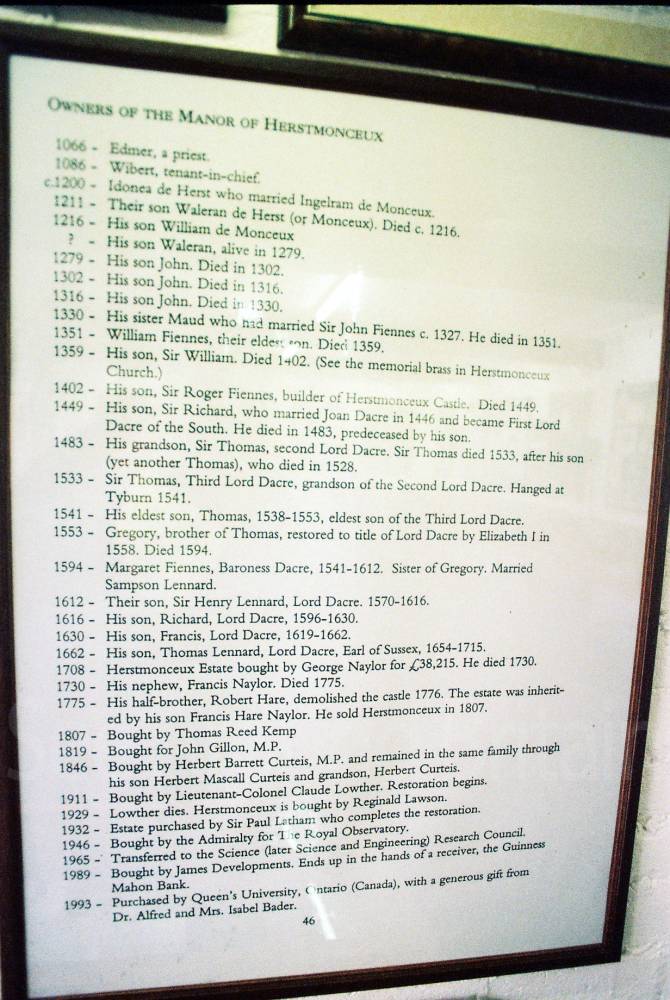 OWNERS OF THE MANOR OF HERSTMONCEUX
1066 - Edmer, a priest.
1086 - Wibert, tenant-in-chief.
c.1200 - Idonea de Herst who married Ingelram de Monceux.
1211 - Their son Waleran de Herst (or Monceux). Died c. 1216.
1216 - His son William de Monceux
? - His son Waleran, alive in 1279.
1279 - His son John. Died in 1302.
1302 - His son John. Died in 1316.
1316 - His son John. Died in 1330.
1330 - His sister Maud who had married Sir John Fiennes c. 1327. He died in 1351.
1351 - William Fiennes, their eldest son. Died 1359.
1359 - His son, Sir William. Died 1402. (See the memorial brass in Herstmonceux
Church.)
1402 - His son, Sir Roger Fiennes, builder of Herstmonceux Castle. Died 1449.
1449 - His son, Sir Richard, who married Joan Dacre in 1446 and became First Lord
Dacre of the South. He died in 1483, predeceased by his son.
1483 - His grandson, Sir Thomas, second Lord Dacre. Sir Thomas died 1533, after his son
(yet another Thomas), who died in 1528.
1533 - Sir Thomas, Third Lord Dacre, grandson of the Second Lord Dacre. Hanged at
Tyburn 1541.
1541 - His eldest son, Thomas, 1538-1553, eldest son of the Third Lord Dacre.
1553 - Gregory, brother of Thomas, restored to title of Lord Dacre by Elizabeth I in
1558. Died 1594.
1594 - Margaret Fiennes, Baroness Dacre, 1541-1612. Sister of Gregory. Married
Sampson Lennard.
1612 - Their son, Sir Henry Lennard, Lord Dacre. 1570-1616.
1616 - His son, Richard, Lord Dacre, 1596-1630.
1630 - His son, Francis, Lord Dacre, 1619-1662.
1662 - His son, Thomas Lennard, Lord Dacre, Earl of Sussex, 1654-1715.
1708 - Herstmonceux Estate bought by George Naylor for £38,215. He died 1730.
1730 - His nephew, Francis Naylor. Died 1775.
1775 - His half-brother, Robert Hare, demolished the castle 1776. The estate was inherit-
ed by his son Francis Hare Naylor. He sold Herstmonceux in 1807.
1807 - Bought by Thomas Reed Kemp
1819 - Bought for John Gillon, M.P.
1846 - Bought by Herbert Barrett Curteis, M.P. and remained in the same family through
his son Herbert Mascall Curteis and grandson, Herbert Curteis.
1911 - Bought by Lieutenant-Colonel Claude Lowther. Restoration begins.
1929 - Lowther dies. Herstmonceux is bought by Reginald Lawson.
1932 - Estate purchased by Sir Paul Latham who completes the restoration.
1946 - Bought by the Admiralty for The Royal Observatory.
1965 - Transferred to the Science (later Science and Engineering) Research Council.
1989 - Bought by James Developments. Ends up in the hands of a receiver, the Guinness
Mahon Bank.
1993 - Purchased by Queen's University, Ontario (Canada), with a generous gift from
Dr. Alfred and Mrs. Isabel Bader.
46